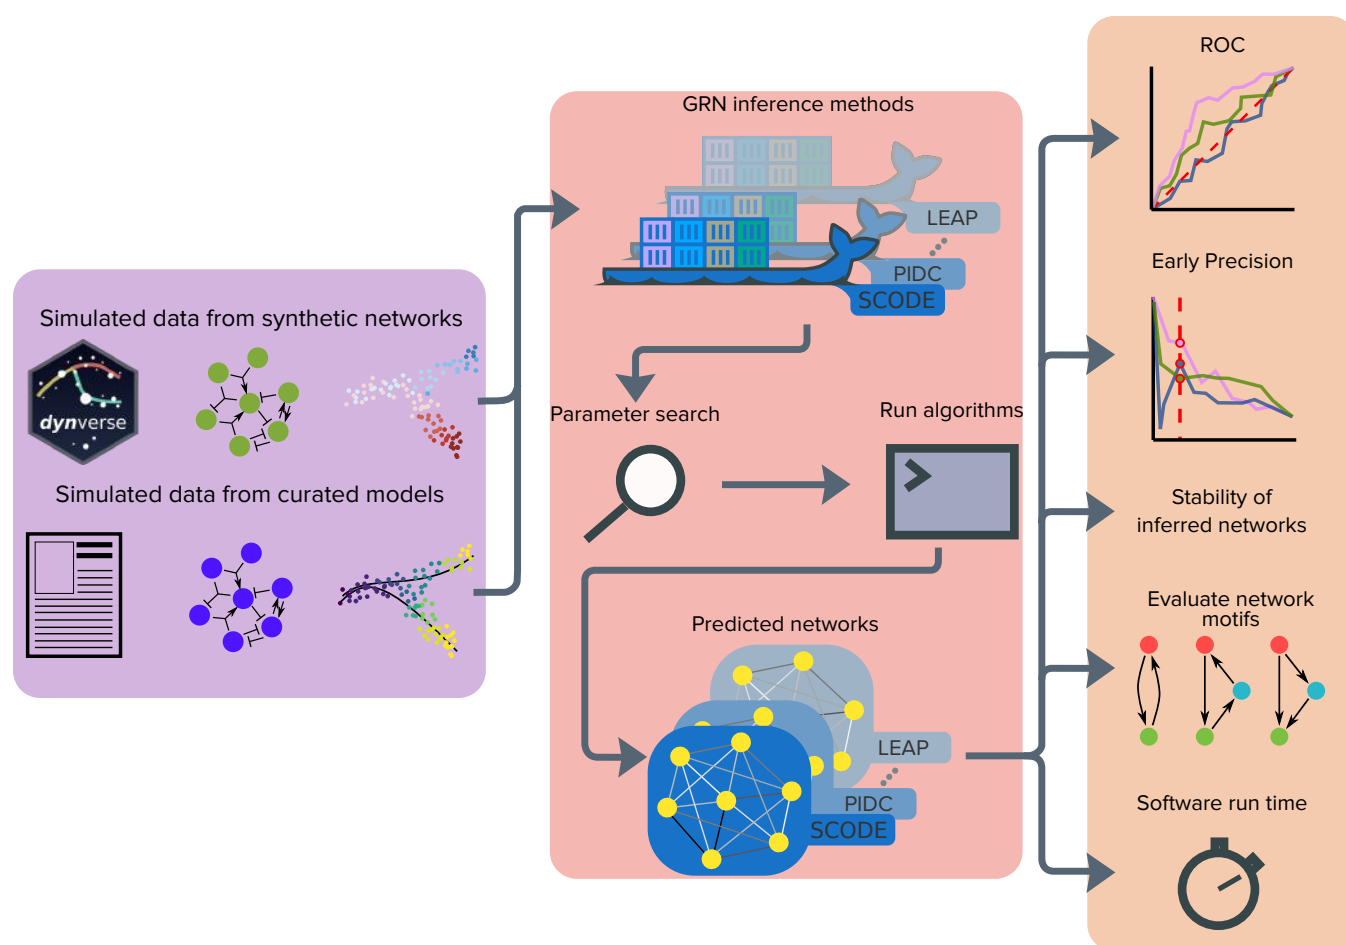 Simulated data from synthetic networks
dynverse
Simulated data from curated models
GRN inference methods
LEAP
PIDC
SCODE
Parameter search
Run algorithms
Predicted networks
LEAP
PIDC
SCODE
ROC
Early Precision
Stability of
inferred networks
Evaluate network
motifs
Software run time